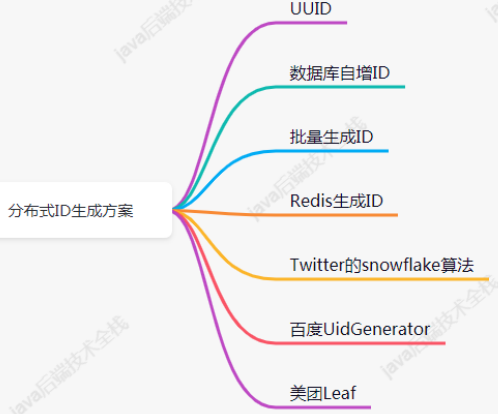 UUID
数据库自增ID
批量生成ID
Redis生成ID
分布式ID生成方案
Twitter的snowflake算法
百度UidGenerator
美团Leaf
java后端技术
java后端技术全栈
java后端技术全栈
java后端技术全栈